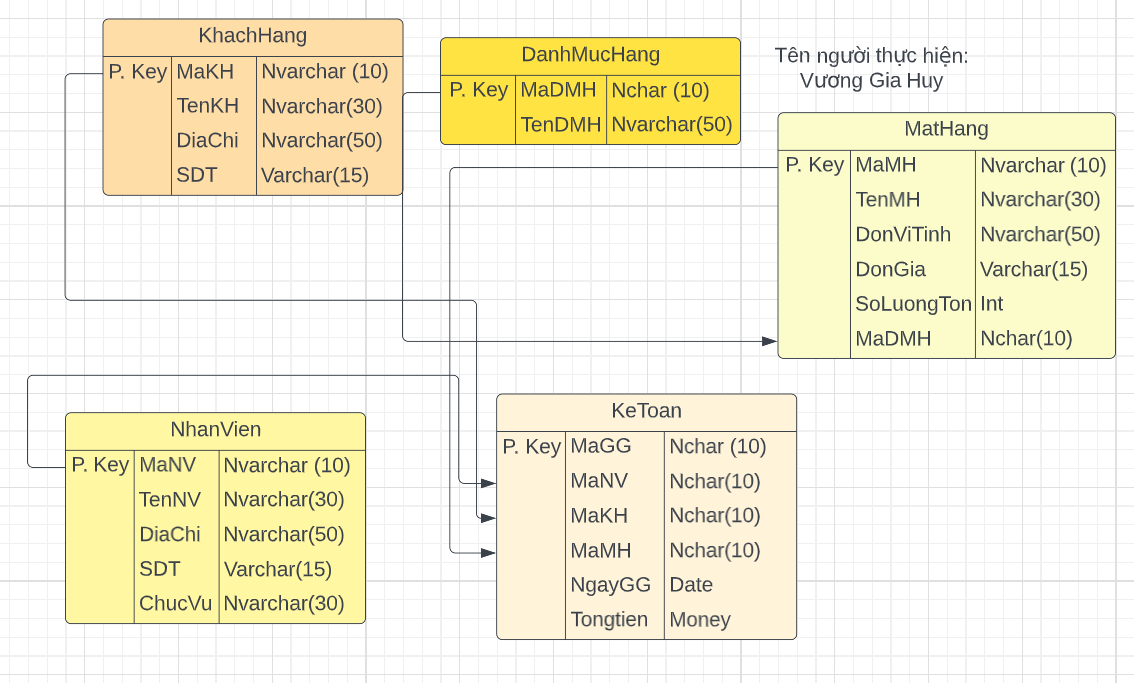 KhachHang
P. Key MaKH Nvarchar (10)
TenKH Nvarchar(30)
DiaChi Nvarchar(50)
SDT Varchar(15)
DanhMucHang
P. Key MaDMH Nchar (10)
TenDMH Nvarchar(50)
Tên người thực hiện:
Vương Gia Huy
MatHang
P. Key MaMH Nvarchar (10)
TenMH Nvarchar(30)
DonViTinh Nvarchar(50)
DonGia Varchar(15)
SoLuongTon Int
MaDMH Nchar(10)
NhanVien
P. Key MaNV Nvarchar (10)
TenNV Nvarchar(30)
DiaChi Nvarchar(50)
SDT Varchar(15)
ChucVu Nvarchar(30)
KeToan
P. Key MaGG Nchar (10)
MaNV Nchar(10)
MaKH Nchar(10)
MaMH Nchar(10)
NgayGG Date
Tongtien Money